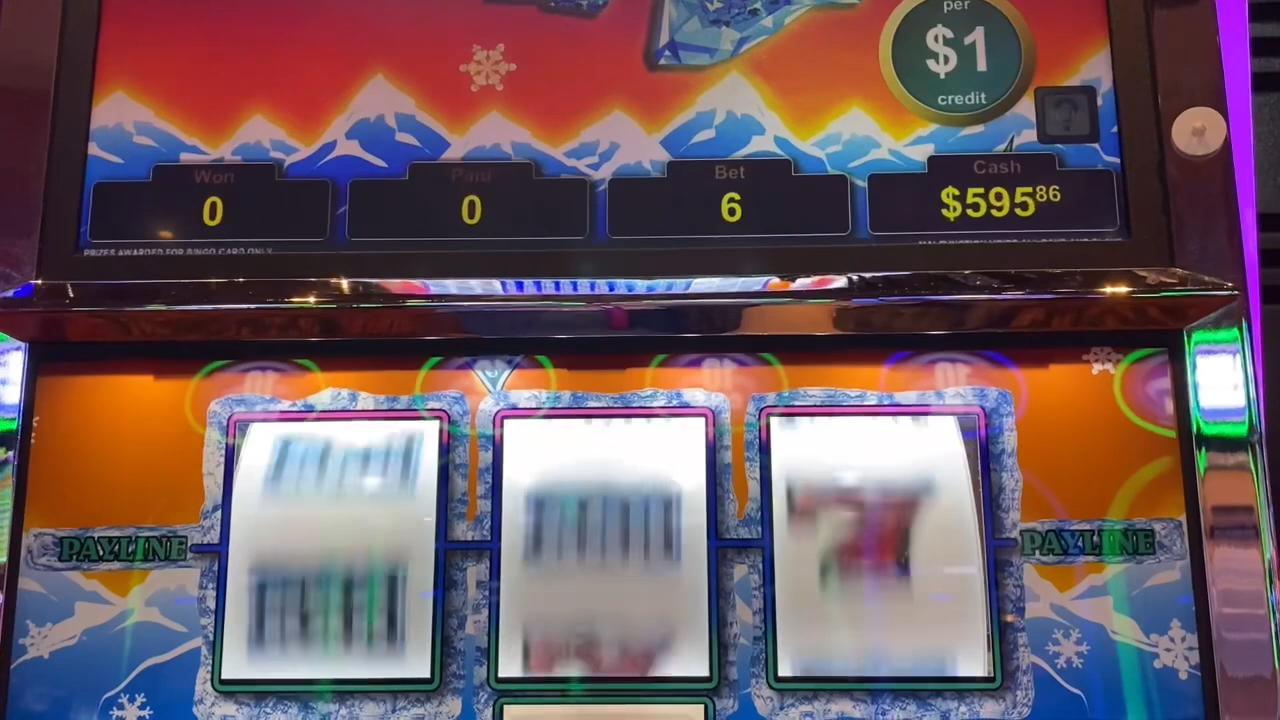 per
$1
credit
Won
Paid
Bet
Cash
0
0
6
$595 86
PRIZES AWARDED FOR BINGO CARD ONLY
PAYLINE
PAYLINE